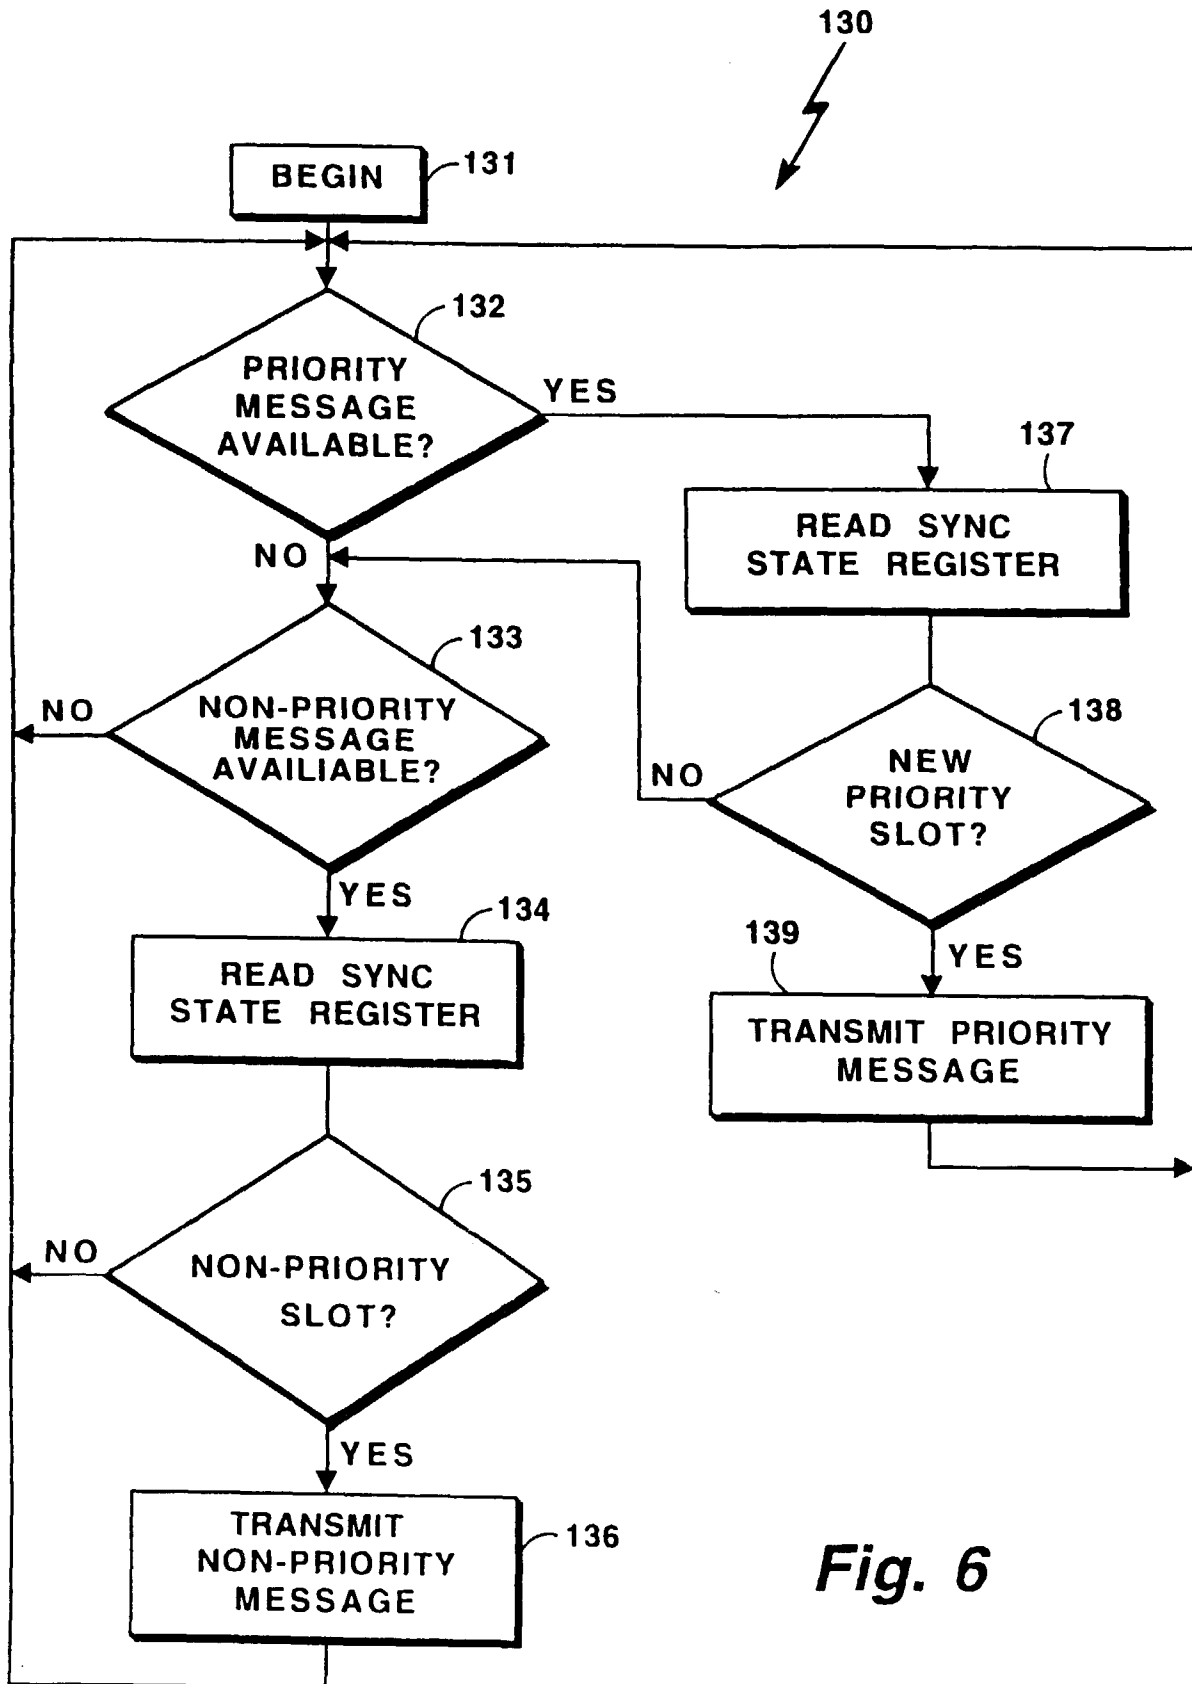 130
BEGIN
131
132
PRIORITY
MESSAGE
AVAILABLE?
YES
NO
137
READ SYNC
STATE REGISTER
133
NON-PRIORITY
MESSAGE
AVAILIABLE?
NO
YES
138
NEW
PRIORITY
SLOT?
NO
YES
134
READ SYNC
STATE REGISTER
139
TRANSMIT PRIORITY
MESSAGE
135
NON-PRIORITY
SLOT?
NO
YES
TRANSMIT
NON-PRIORITY
MESSAGE
136
Fig. 6